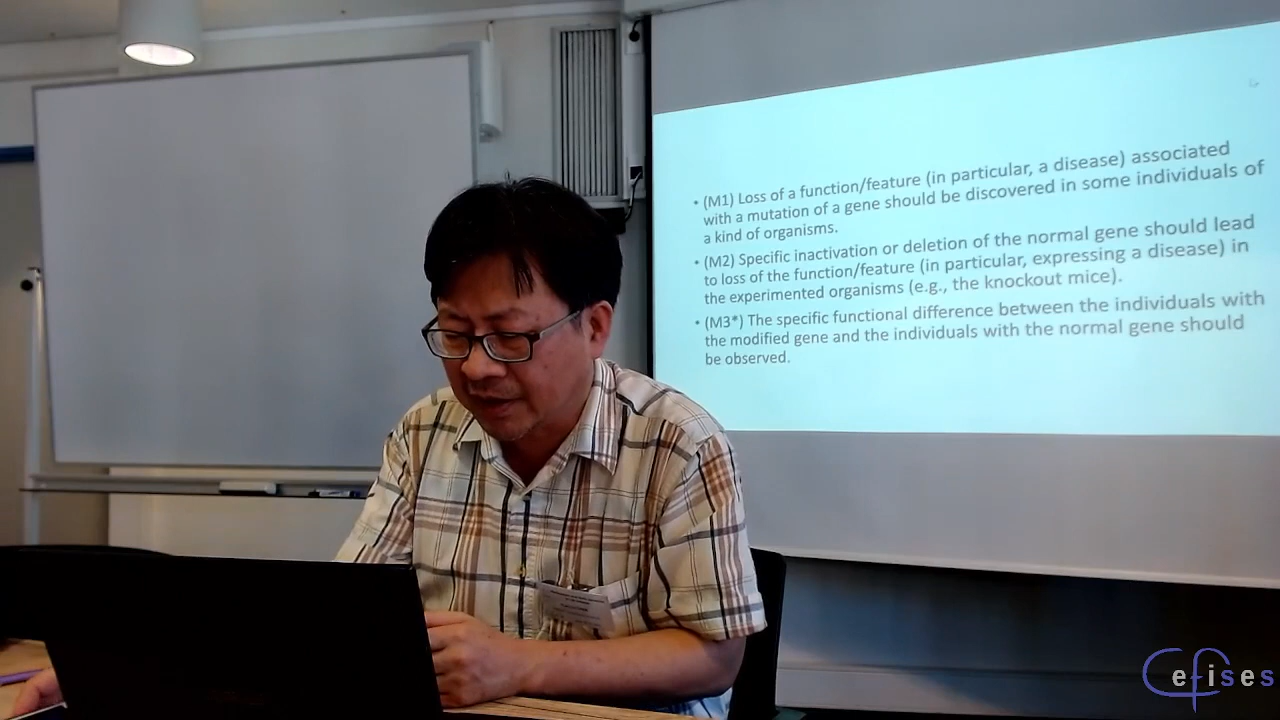 • (M1) Loss of a function/feature (in particular, a disease) associated
with a mutation of a gene should be discovered in some individuals of
a kind of organisms.
• (M2) Specific inactivation or deletion of the normal gene should lead
to loss of the function/feature (in particular, expressing a disease) in
the experimented organisms (e.g., the knockout mice).
• (M3*) The specific functional difference between the individuals with
the modified gene and the individuals with the normal gene should
be observed.
Cefises